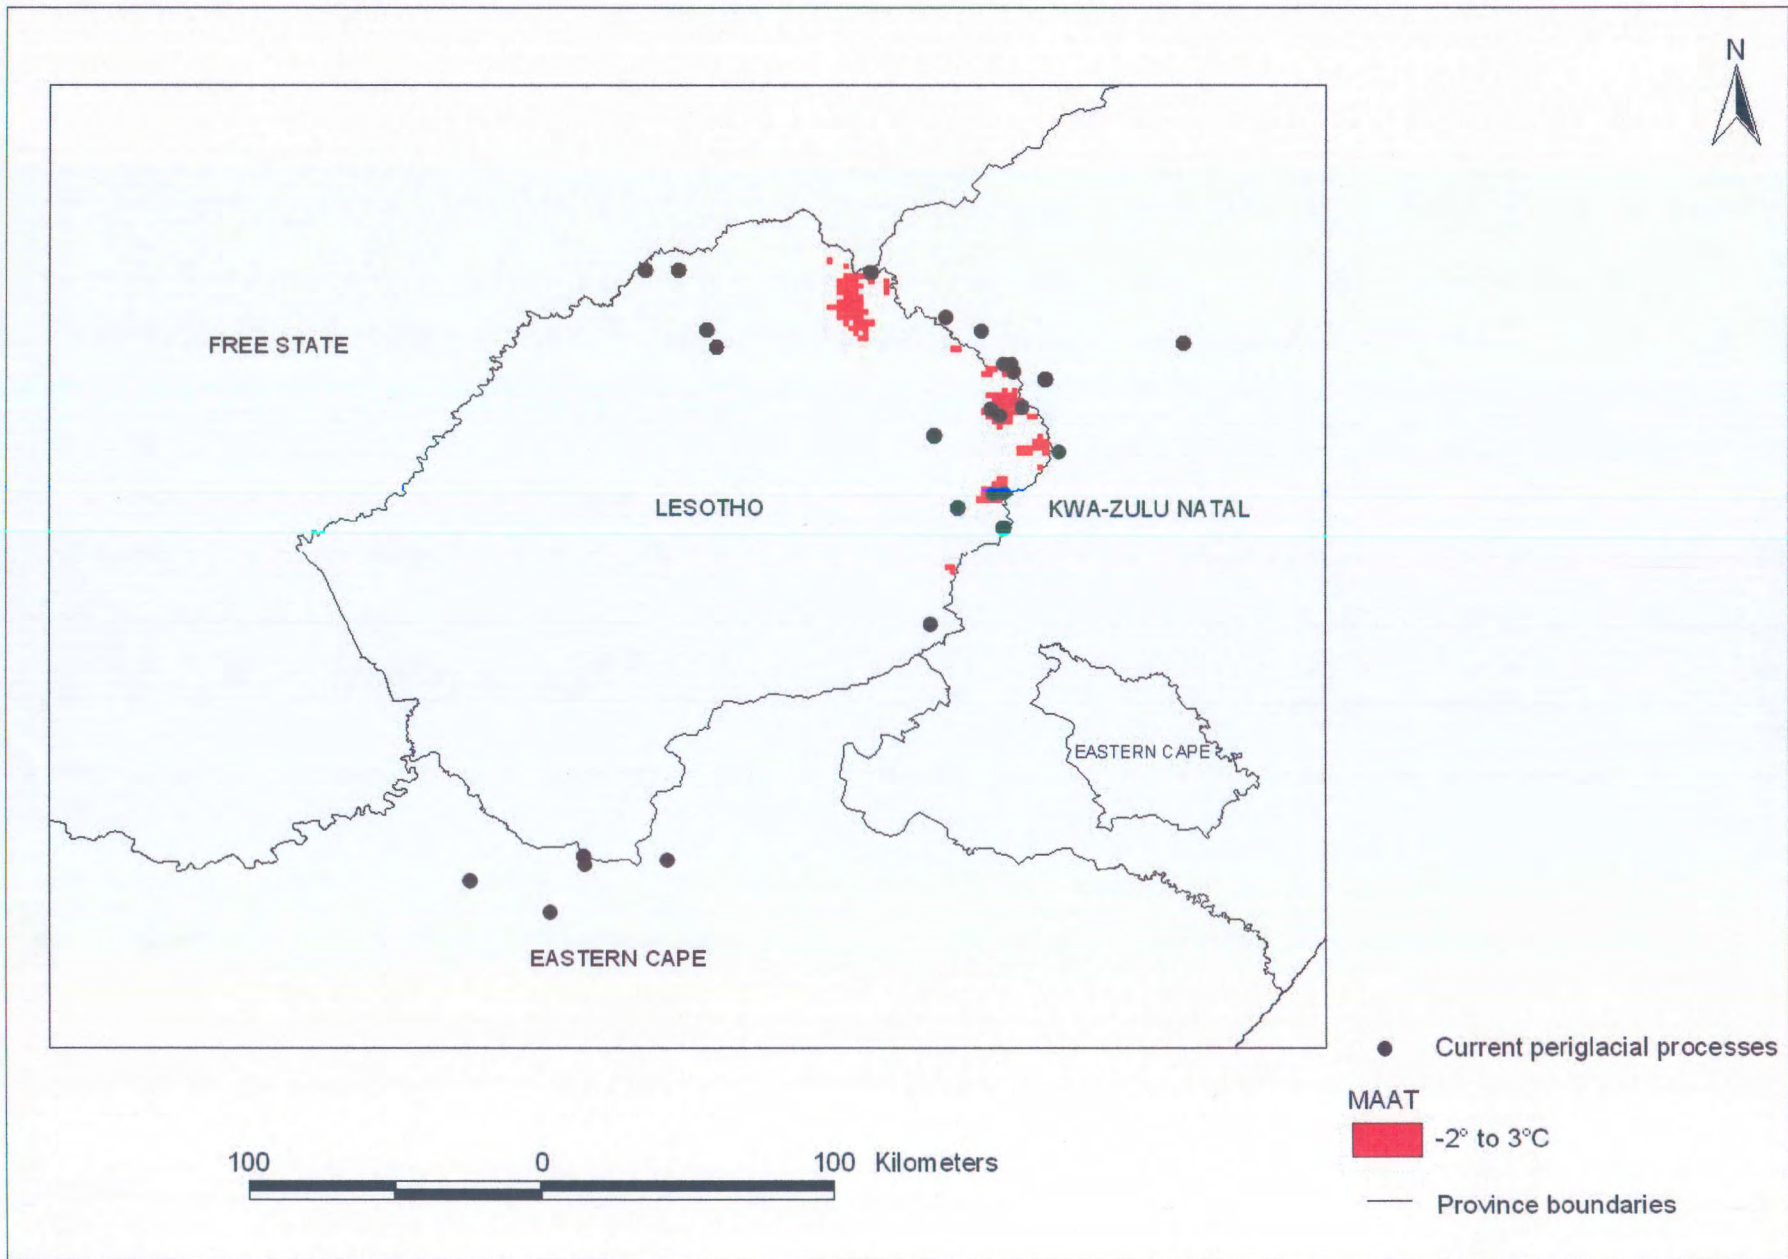 N
FREE STATE
LESOTHO
KWA-ZULU NATAL
EASTERN CAPE
EASTERN CAPE
Current periglacial processes
MAAT
-2° to 3°C
100 0 100 Kilometers
Province boundaries